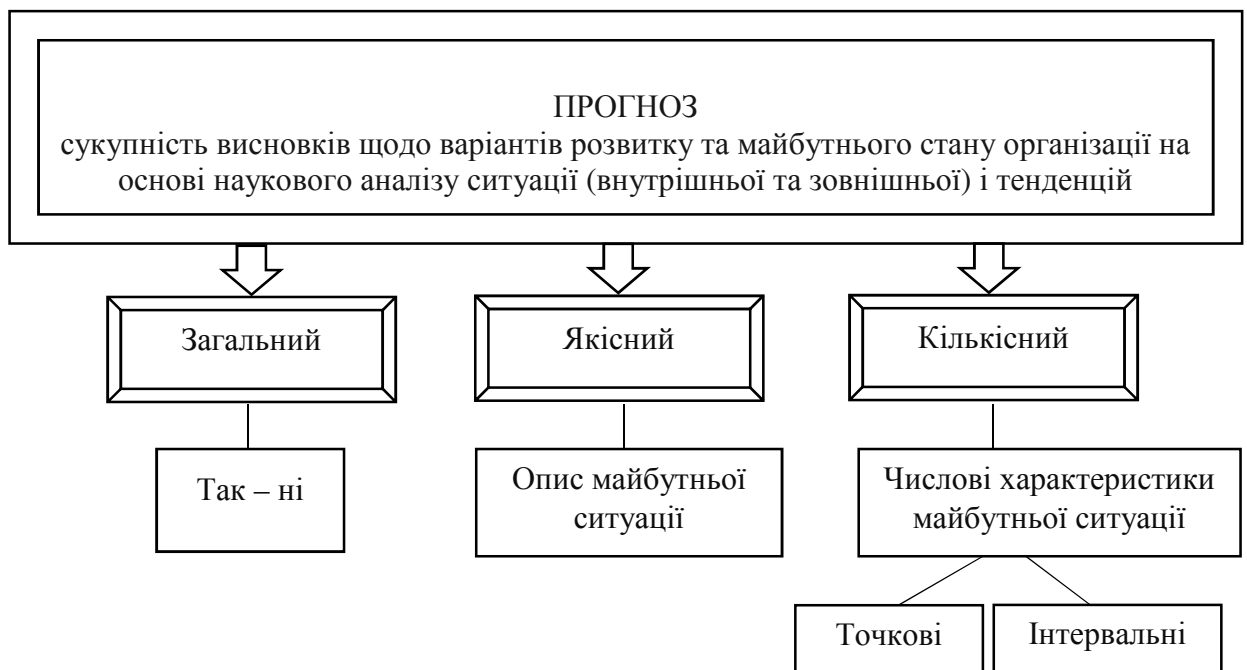 ПРОГНОЗ
сукупність висновків щодо варіантів розвитку та майбутнього стану організації на
основі наукового аналізу ситуації (внутрішньої та зовнішньої) і тенденцій
Загальний
Якісний
Кількісний
Так – ні
Опис майбутньої
ситуації
Числові характеристики
майбутньої ситуації
Точкові
Інтервальні